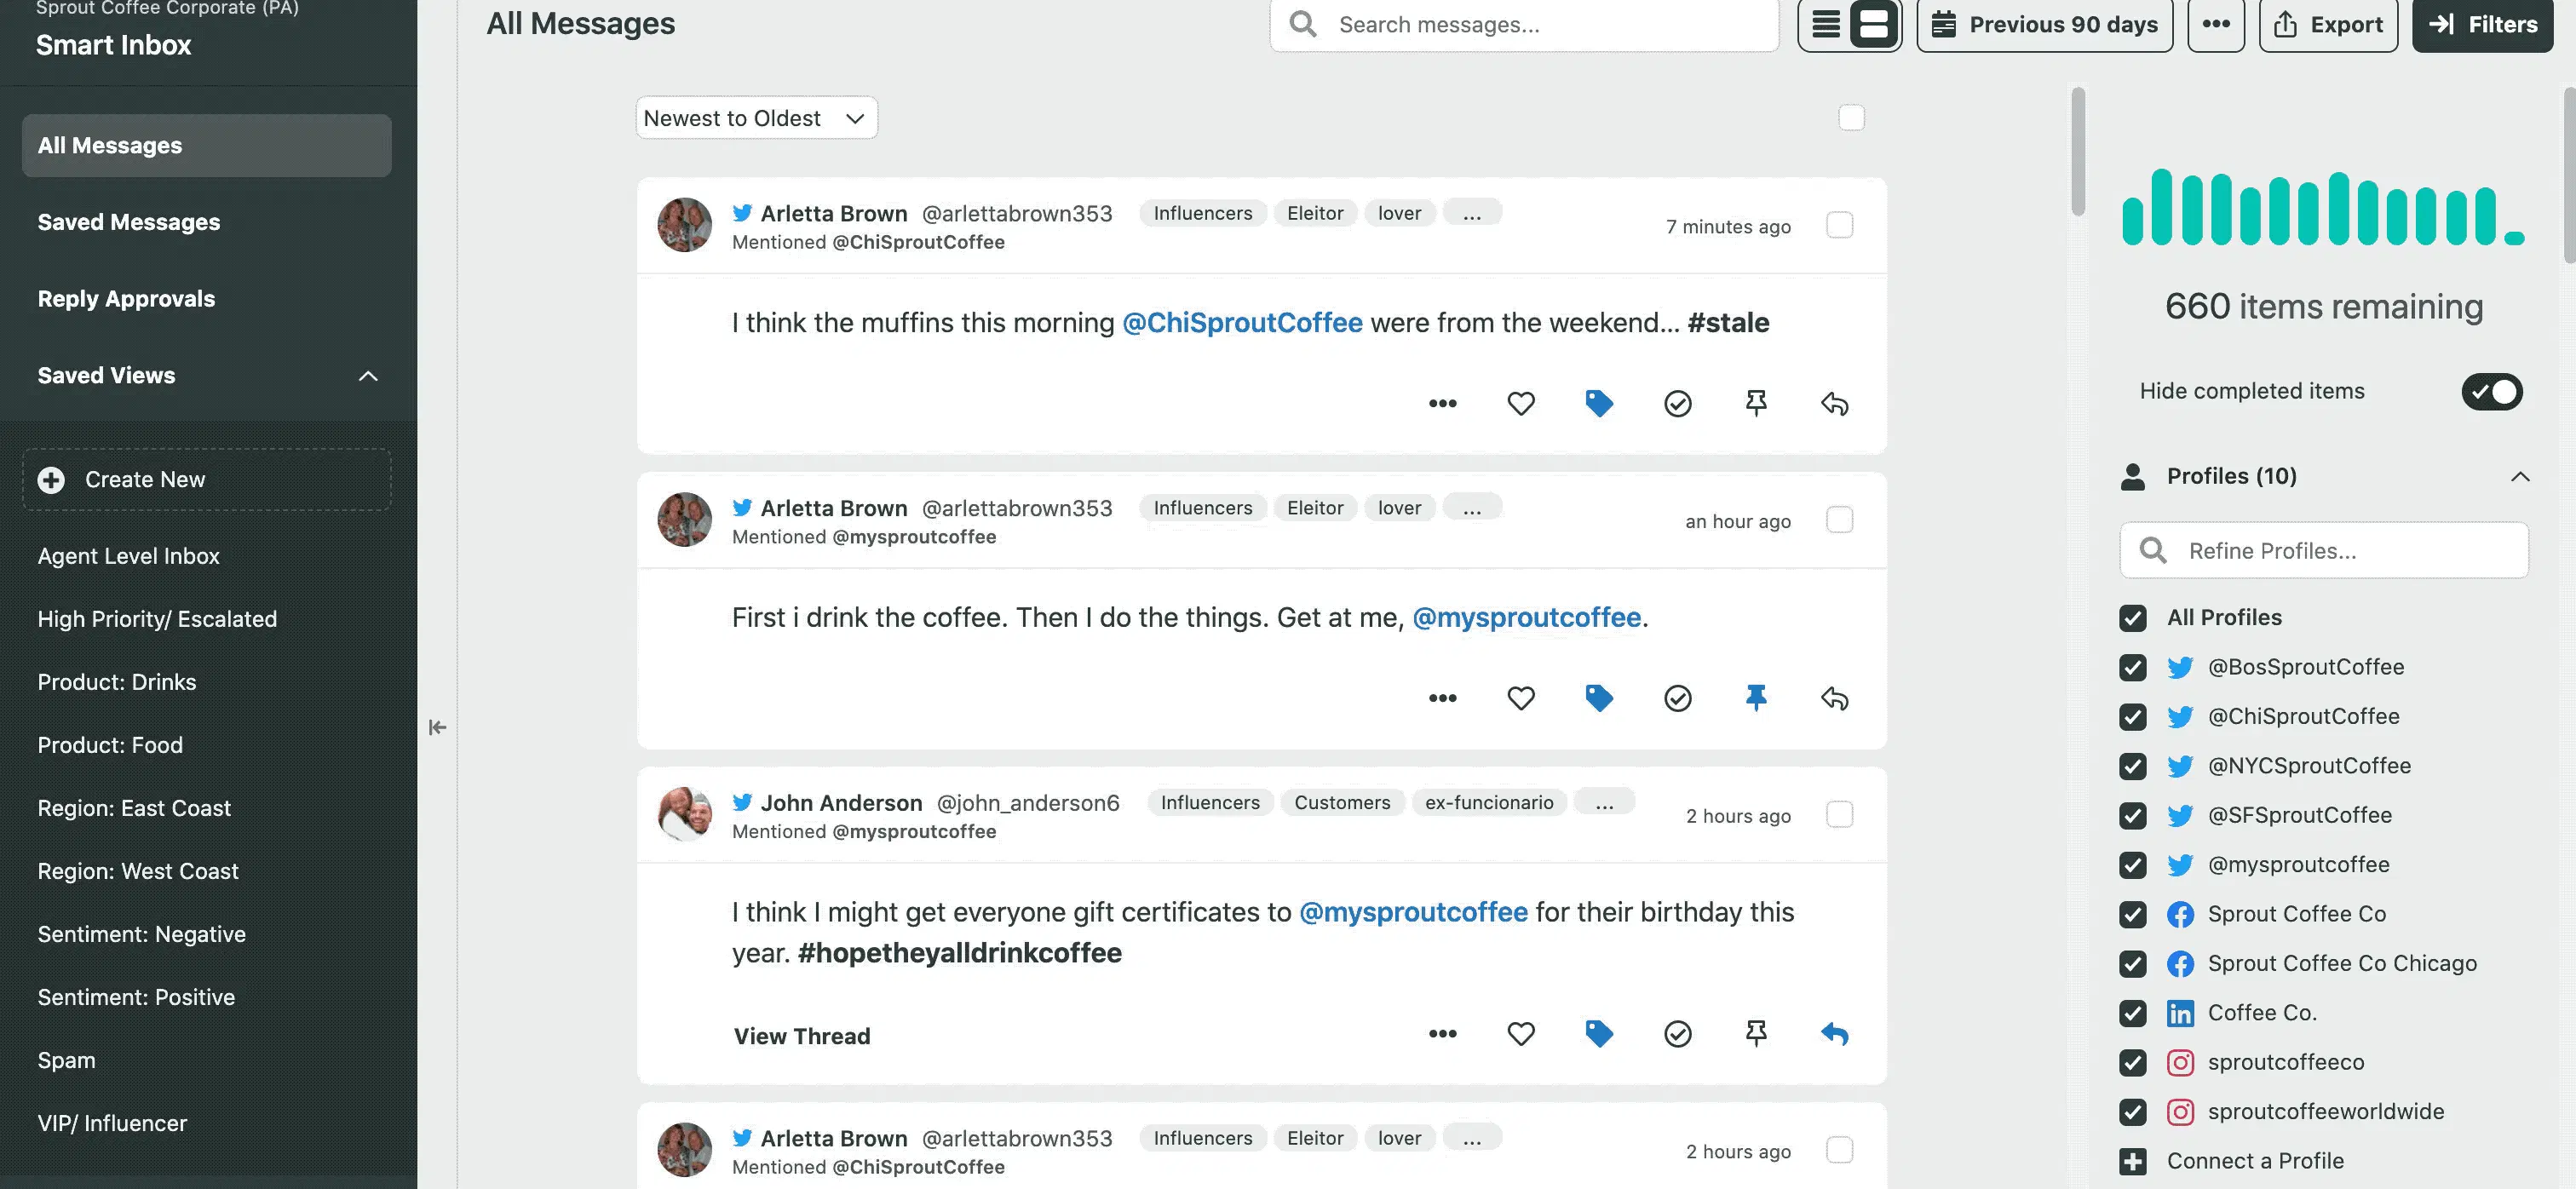 Sprout Coffee Corporate (PA)
Smart Inbox
All Messages
Saved Messages
Reply Approvals
Saved Views
Create New
Agent Level Inbox
High Priority/ Escalated
Product: Drinks
Product: Food
Region: East Coast
Region: West Coast
Sentiment: Negative
Sentiment: Positive
Spam
VIP/ Influencer
All Messages
Search messages...
Previous 90 days
Export
Filters
Newest to Oldest
Arletta Brown @arlettabrown353 Influencers Eleitor lover ...
Mentioned @ChiSproutCoffee
7 minutes ago
I think the muffins this morning @ChiSproutCoffee were from the weekend... #stale
Arletta Brown @arlettabrown353 Influencers Eleitor lover ...
Mentioned @mysproutcoffee
an hour ago
First i drink the coffee. Then I do the things. Get at me, @mysproutcoffee.
John Anderson @john_anderson6 Influencers Customers ex-funcionario ...
Mentioned @mysproutcoffee
2 hours ago
I think I might get everyone gift certificates to @mysproutcoffee for their birthday this
year. #hopetheyalldrinkcoffee
View Thread
Arletta Brown @arlettabrown353 Influencers Eleitor lover ...
Mentioned @ChiSproutCoffee
2 hours ago
660 items remaining
Hide completed items
Profiles (10)
Refine Profiles...
All Profiles
@BosSproutCoffee
@ChiSproutCoffee
@NYCSproutCoffee
@SFSproutCoffee
@mysproutcoffee
Sprout Coffee Co
Sprout Coffee Co Chicago
Coffee Co.
sproutcoffeeco
sproutcoffeeworldwide
Connect a Profile